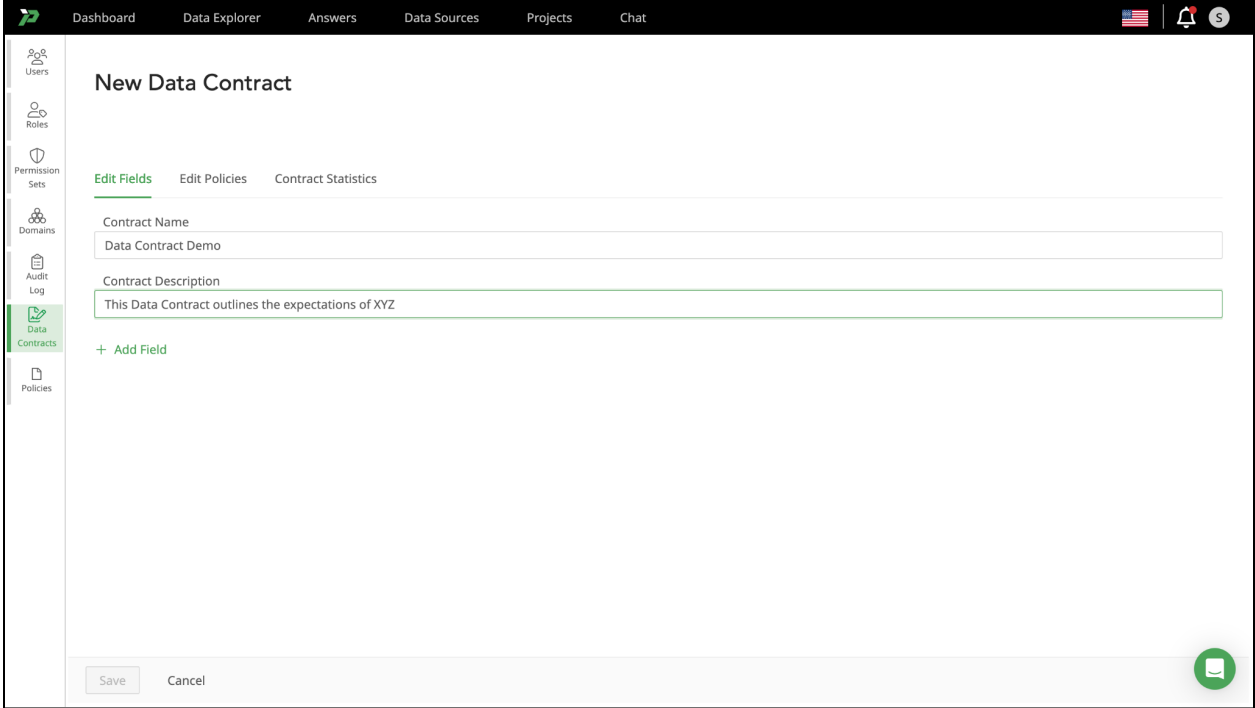 Dashboard Data Explorer Answers Data Sources Projects Chat S
Users
Roles
Permission
Sets
Domains
Audit
Log
Data
Contracts
Policies
New Data Contract
Edit Fields Edit Policies Contract Statistics
Contract Name
Data Contract Demo
Contract Description
This Data Contract outlines the expectations of XYZ
+ Add Field
Save Cancel